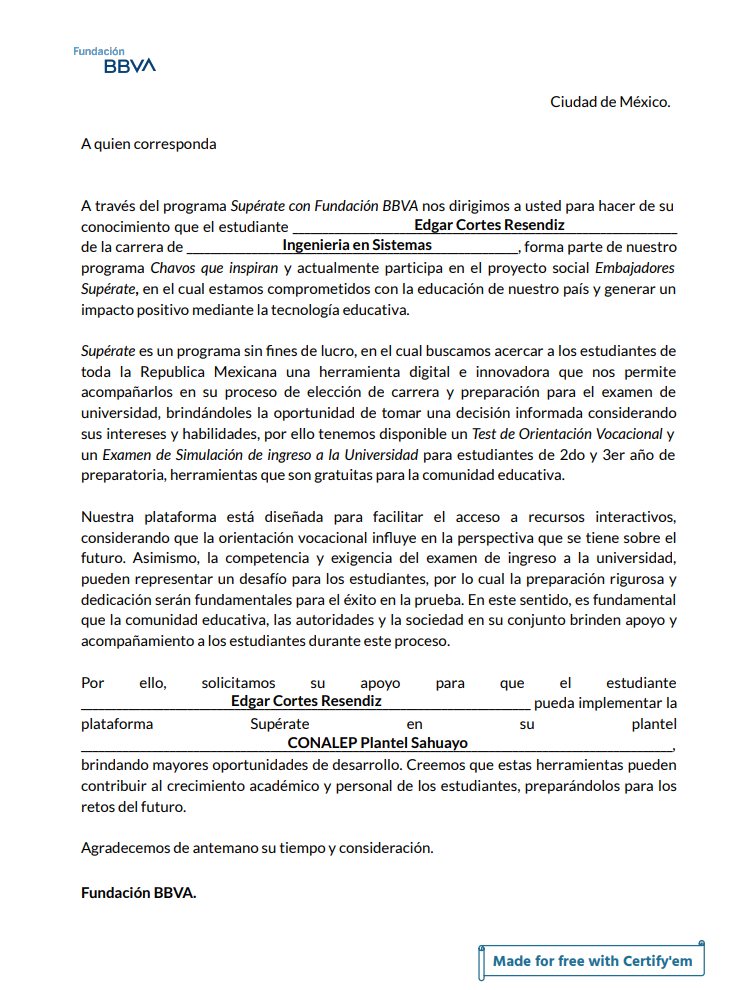 Fundación
BBVA
Ciudad de México.
A quien corresponda
A través del programa Supérate con Fundación BBVA nos dirigimos a usted para hacer de su
conocimiento que el estudiante Edgar Cortes Resendiz
de la carrera de Ingenieria en Sistemas, forma parte de nuestro
programa Chavos que inspiran y actualmente participa en el proyecto social Embajadores
Supérate, en el cual estamos comprometidos con la educación de nuestro país y generar un
impacto positivo mediante la tecnología educativa.
Supérate es un programa sin fines de lucro, en el cual buscamos acercar a los estudiantes de
toda la Republica Mexicana una herramienta digital e innovadora que nos permite
acompañarlos en su proceso de elección de carrera y preparación para el examen de
universidad, brindándoles la oportunidad de tomar una decisión informada considerando
sus intereses y habilidades, por ello tenemos disponible un Test de Orientación Vocacional y
un Examen de Simulación de ingreso a la Universidad para estudiantes de 2do y 3er año de
preparatoria, herramientas que son gratuitas para la comunidad educativa.
Nuestra plataforma está diseñada para facilitar el acceso a recursos interactivos,
considerando que la orientación vocacional influye en la perspectiva que se tiene sobre el
futuro. Asimismo, la competencia y exigencia del examen de ingreso a la universidad,
pueden representar un desafío para los estudiantes, por lo cual la preparación rigurosa y
dedicación serán fundamentales para el éxito en la prueba. En este sentido, es fundamental
que la comunidad educativa, las autoridades y la sociedad en su conjunto brinden apoyo y
acompañamiento a los estudiantes durante este proceso.
Por ello, solicitamos su apoyo para que el estudiante
Edgar Cortes Resendiz pueda implementar la
plataforma Supérate en su plantel
CONALEP Plantel Sahuayo,
brindando mayores oportunidades de desarrollo. Creemos que estas herramientas pueden
contribuir al crecimiento académico y personal de los estudiantes, preparándolos para los
retos del futuro.
Agradecemos de antemano su tiempo y consideración.
Fundación BBVA.
Made for free with Certify'em